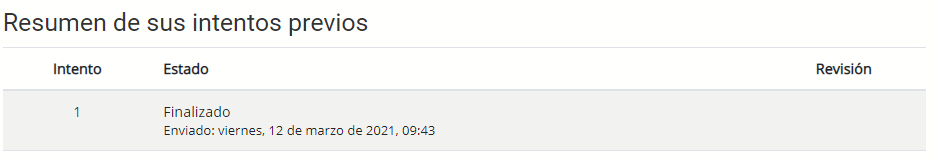 Resumen de sus intentos previos
Intento Estado Revisión
1 Finalizado
Enviado: viernes, 12 de marzo de 2021, 09:43